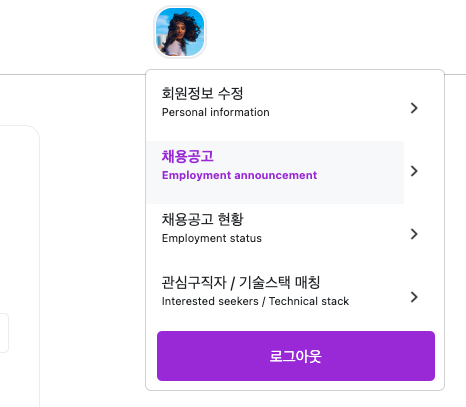 회원정보 수정
Personal information
채용공고
Employment announcement
채용공고 현황
Employment status
관심구직자 / 기술스택 매칭
Interested seekers / Technical stack
로그아웃